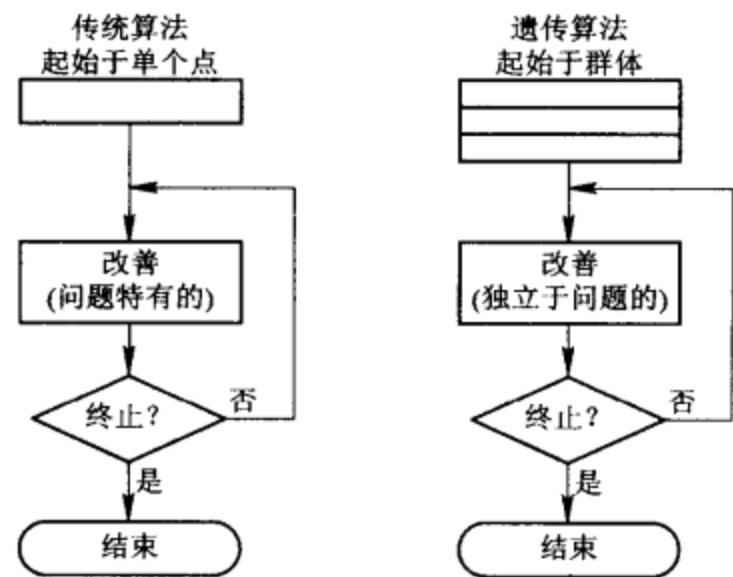 传统算法
起始于单个点
改善
(问题特有的)
终止?
否
是
结束
遗传算法
起始于群体
改善
(独立于问题的)
终止?
否
是
结束